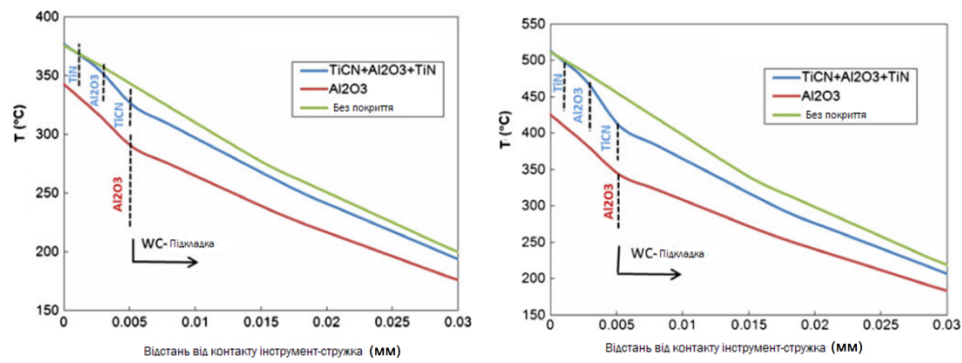 400
350
300
250
200
150
T (°C)
TiN
Al2O3
TiCN
Al2O3
TiCN+Al2O3+TiN
Al2O3
Без покриття
WC- Підкладка
0 0.005 0.01 0.015 0.02 0.025 0.03
Відстань від контакту інструмент-стружка (мм)
550
500
450
400
350
300
250
200
150
T (°C)
TiN
Al2O3
TiCN
Al2O3
TiCN+Al2O3+TiN
Al2O3
Без покриття
WC- Підкладка
0 0.005 0.01 0.015 0.02 0.025 0.03
Відстань від контакту інструмент-стружка (мм)